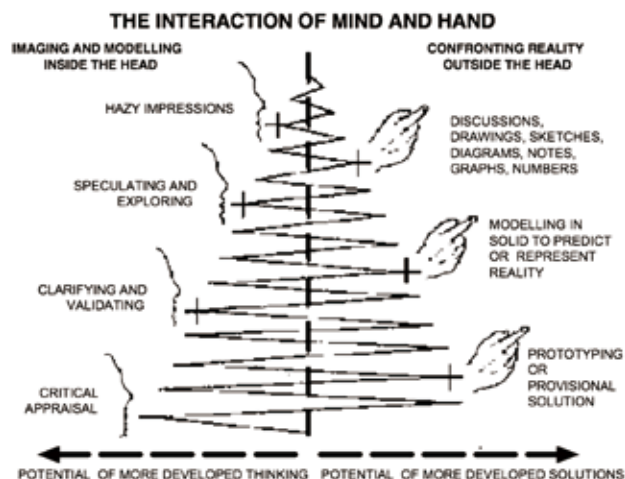 THE INTERACTION OF MIND AND HAND
IMAGING AND MODELLING
INSIDE THE HEAD
CONFRONTING REALITY
OUTSIDE THE HEAD
HAZY IMPRESSIONS
DISCUSSIONS,
DRAWINGS, SKETCHES,
DIAGRAMS, NOTES,
GRAPHS, NUMBERS
SPECULATING AND
EXPLORING
MODELLING IN
SOLID TO PREDICT
OR REPRESENT
REALITY
CLARIFYING AND
VALIDATING
PROTOTYPING
OR
PROVISIONAL
SOLUTION
CRITICAL
APPRAISAL
POTENTIAL OF MORE DEVELOPED THINKING
POTENTIAL OF MORE DEVELOPED SOLUTIONS